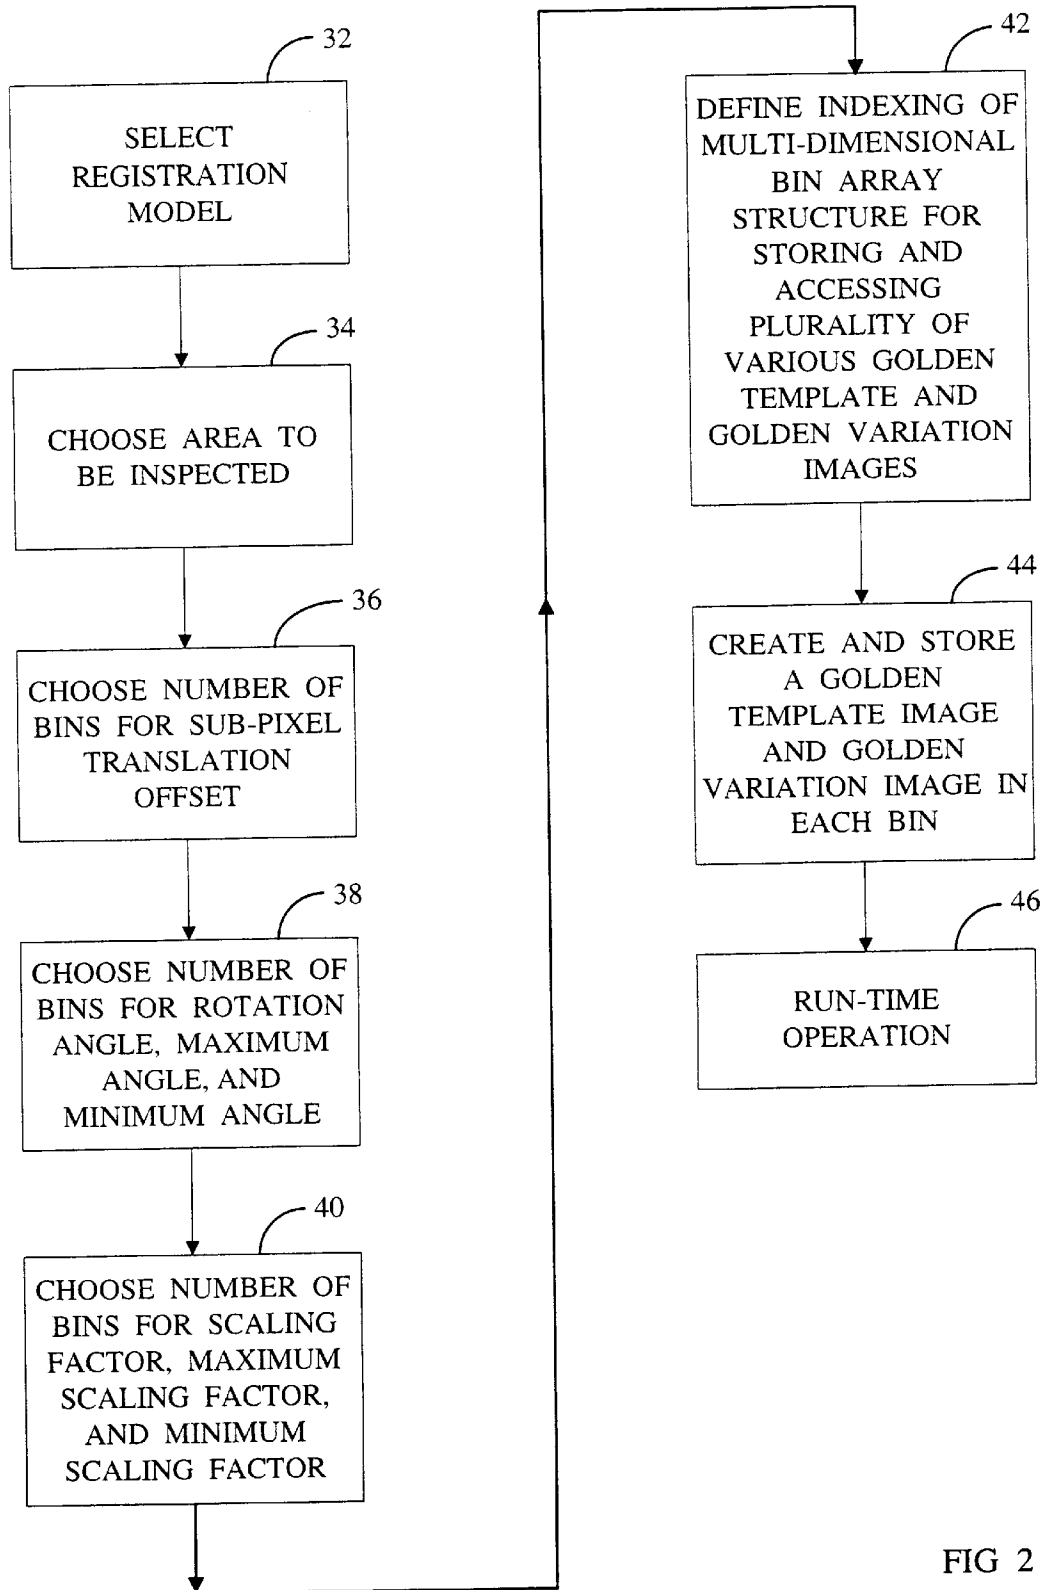 32
SELECT
REGISTRATION
MODEL
34
CHOOSE AREA TO
BE INSPECTED
36
CHOOSE NUMBER OF
BINS FOR SUB-PIXEL
TRANSLATION
OFFSET
38
CHOOSE NUMBER OF
BINS FOR ROTATION
ANGLE, MAXIMUM
ANGLE, AND
MINIMUM ANGLE
40
CHOOSE NUMBER OF
BINS FOR SCALING
FACTOR, MAXIMUM
SCALING FACTOR,
AND MINIMUM
SCALING FACTOR
42
DEFINE INDEXING OF
MULTI-DIMENSIONAL
BIN ARRAY
STRUCTURE FOR
STORING AND
ACCESSING
PLURALITY OF
VARIOUS GOLDEN
TEMPLATE AND
GOLDEN VARIATION
IMAGES
44
CREATE AND STORE
A GOLDEN
TEMPLATE IMAGE
AND GOLDEN
VARIATION IMAGE IN
EACH BIN
46
RUN-TIME
OPERATION
FIG 2